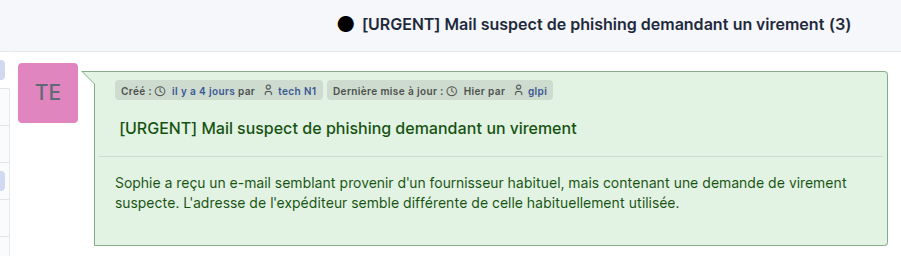 [URGENT] Mail suspect de phishing demandant un virement (3)
TE
Créé : il y a 4 jours par tech N1 Dernière mise à jour : Hier par glpi
[URGENT] Mail suspect de phishing demandant un virement
Sophie a reçu un e-mail semblant provenir d'un fournisseur habituel, mais contenant une demande de virement
suspecte. L'adresse de l'expéditeur semble différente de celle habituellement utilisée.